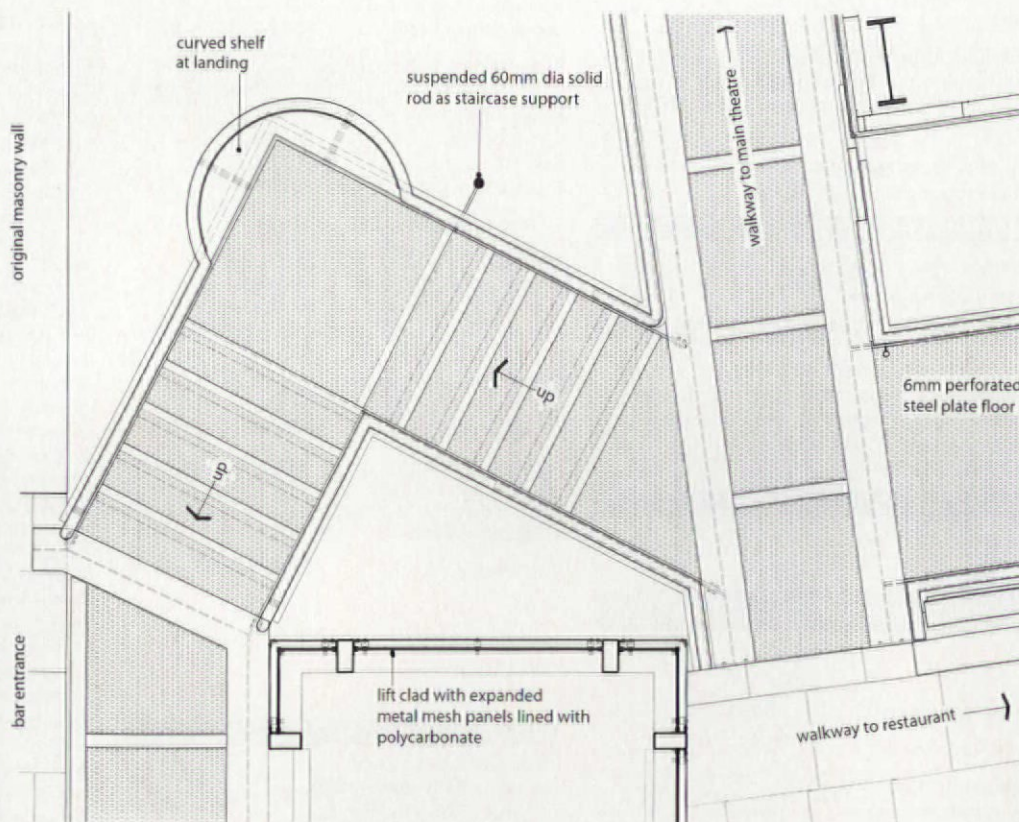 curved shelf
at landing
suspended 60mm dia solid
rod as staircase support
original masonry wall
walkway to main theatre
up
6mm perforated
steel plate floor
up
bar entrance
lift clad with expanded
metal mesh panels lined with
polycarbonate
walkway to restaurant